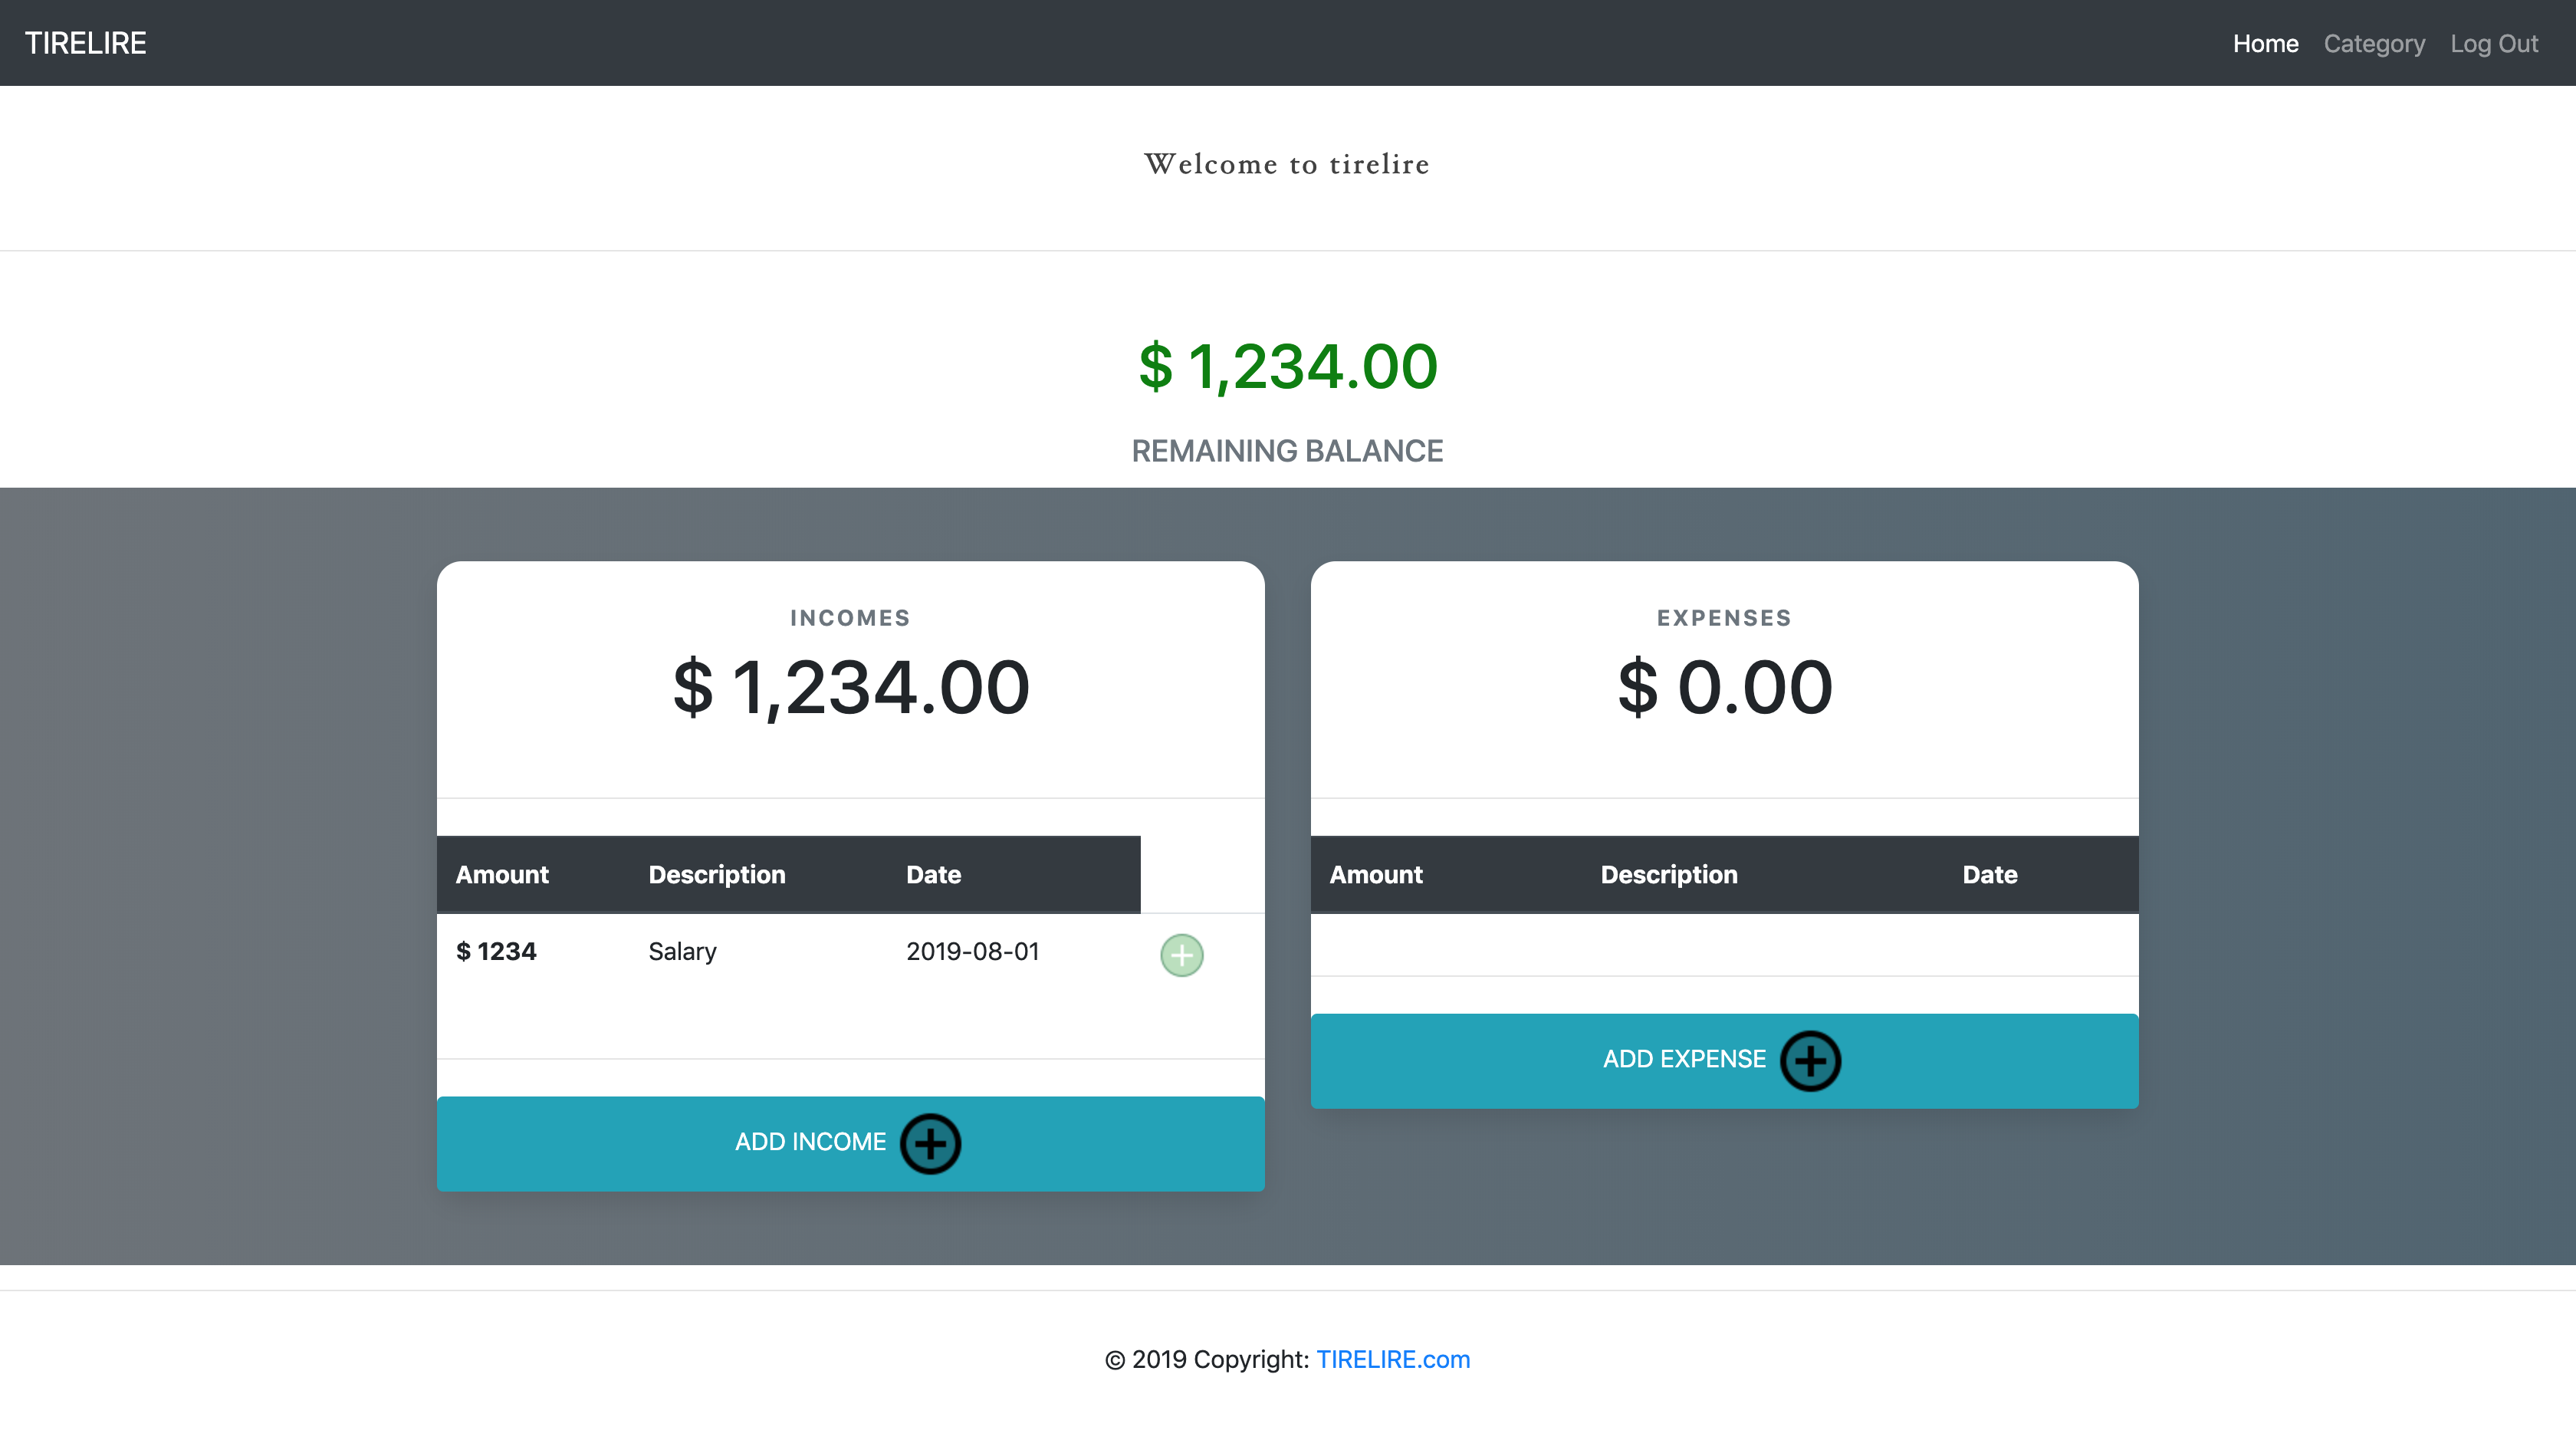 TIRELIRE
Home Category Log Out
Welcome to tirelire
$ 1,234.00
REMAINING BALANCE
INCOMES
$ 1,234.00
Amount Description Date
$ 1234 Salary 2019-08-01
ADD INCOME
EXPENSES
$ 0.00
Amount Description Date
ADD EXPENSE
© 2019 Copyright: TIRELIRE.com